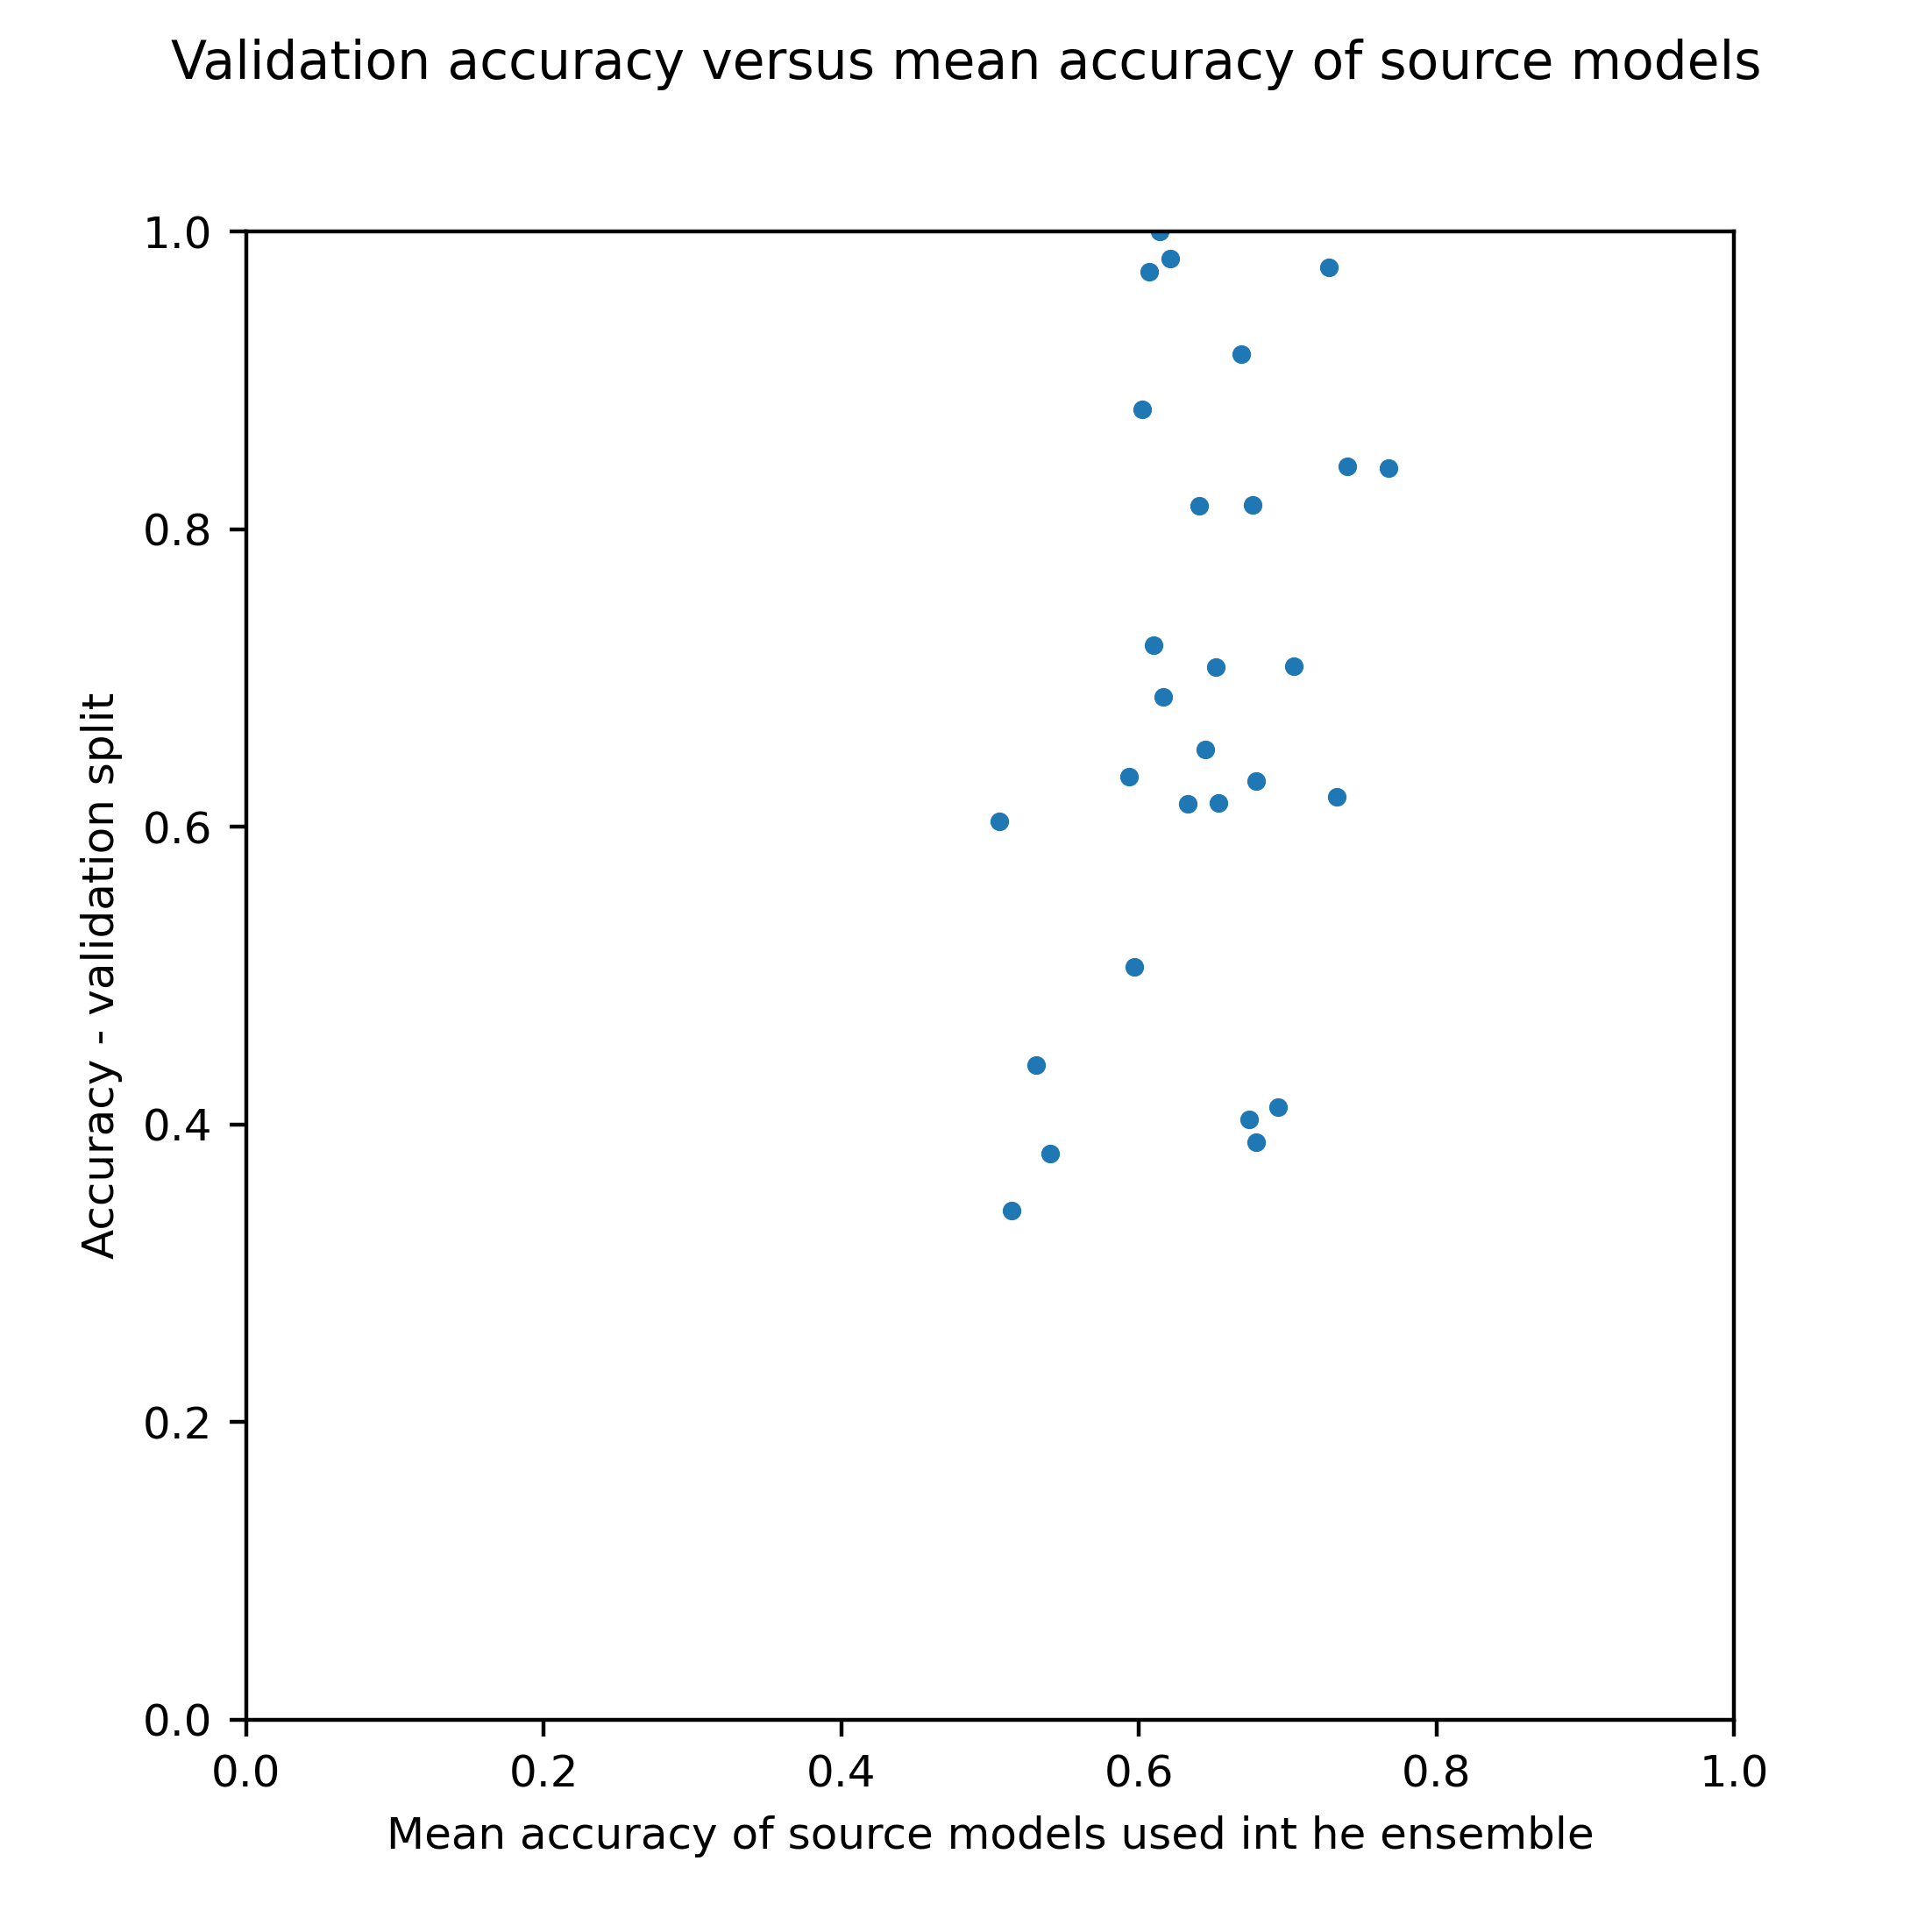 Validation accuracy versus mean accuracy of source models
1.0
0.8
0.6
0.4
0.2
0.0
Accuracy - validation split
0.0 0.2 0.4 0.6 0.8 1.0
Mean accuracy of source models used int he ensemble